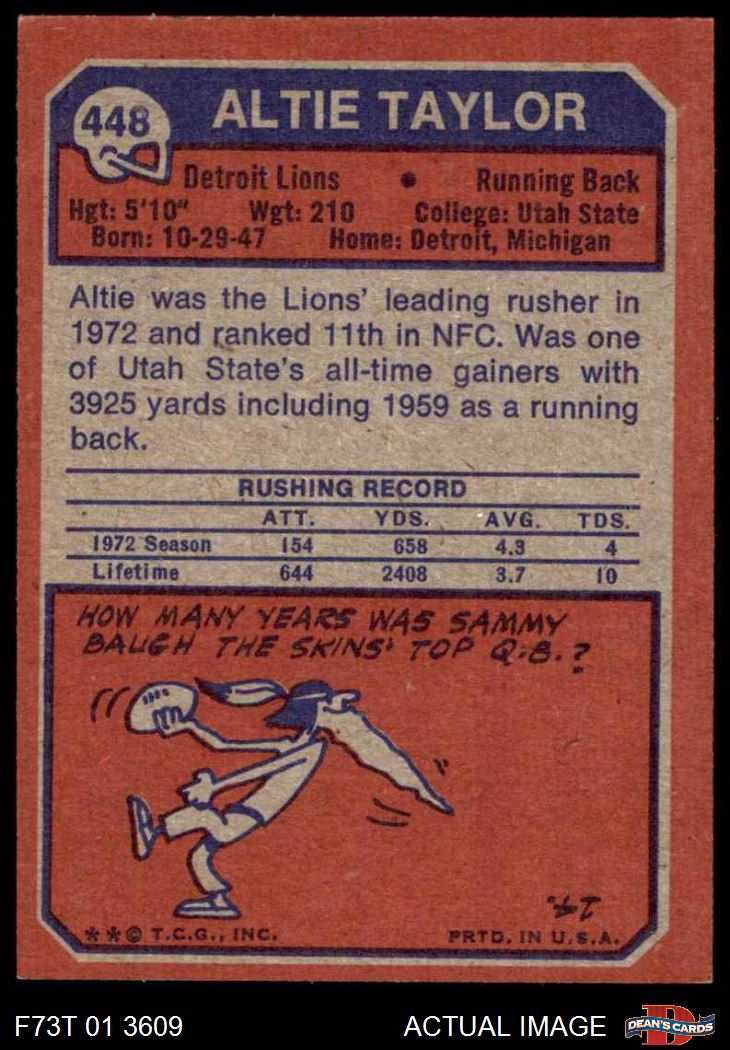 448
ALTIE TAYLOR
Detroit Lions • Running Back
Hgt: 5'10" Wgt: 210 College: Utah State
Born: 10-29-47 Home: Detroit, Michigan
Altie was the Lions' leading rusher in
1972 and ranked 11th in NFC. Was one
of Utah State's all-time gainers with
3925 yards including 1959 as a running
back.
RUSHING RECORD
ATT. YDS. AVG. TDS.
1972 Season 154 658 4.3 4
Lifetime 644 2408 3.7 10
HOW MANY YEARS WAS SAMMY
BAUGH THE SKINS' TOP Q.B.?
**© T.C.G., INC. PRTD. IN U.S.A.
F73T 01 3609 ACTUAL IMAGE
DEAN'S CARDS